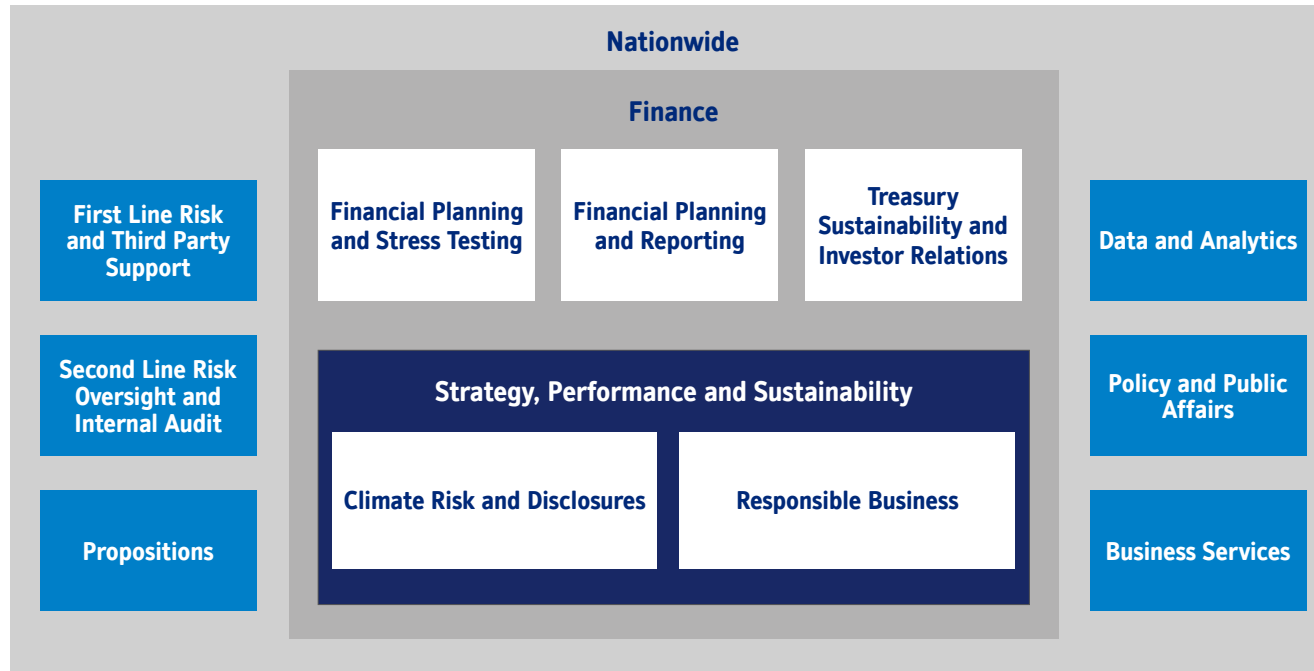 Nationwide
Finance
First Line Risk
and Third Party
Support
Second Line Risk
Oversight and
Internal Audit
Propositions
Financial Planning
and Stress Testing
Financial Planning
and Reporting
Treasury
Sustainability and
Investor Relations
Strategy, Performance and Sustainability
Climate Risk and Disclosures
Responsible Business
Data and Analytics
Policy and Public
Affairs
Business Services